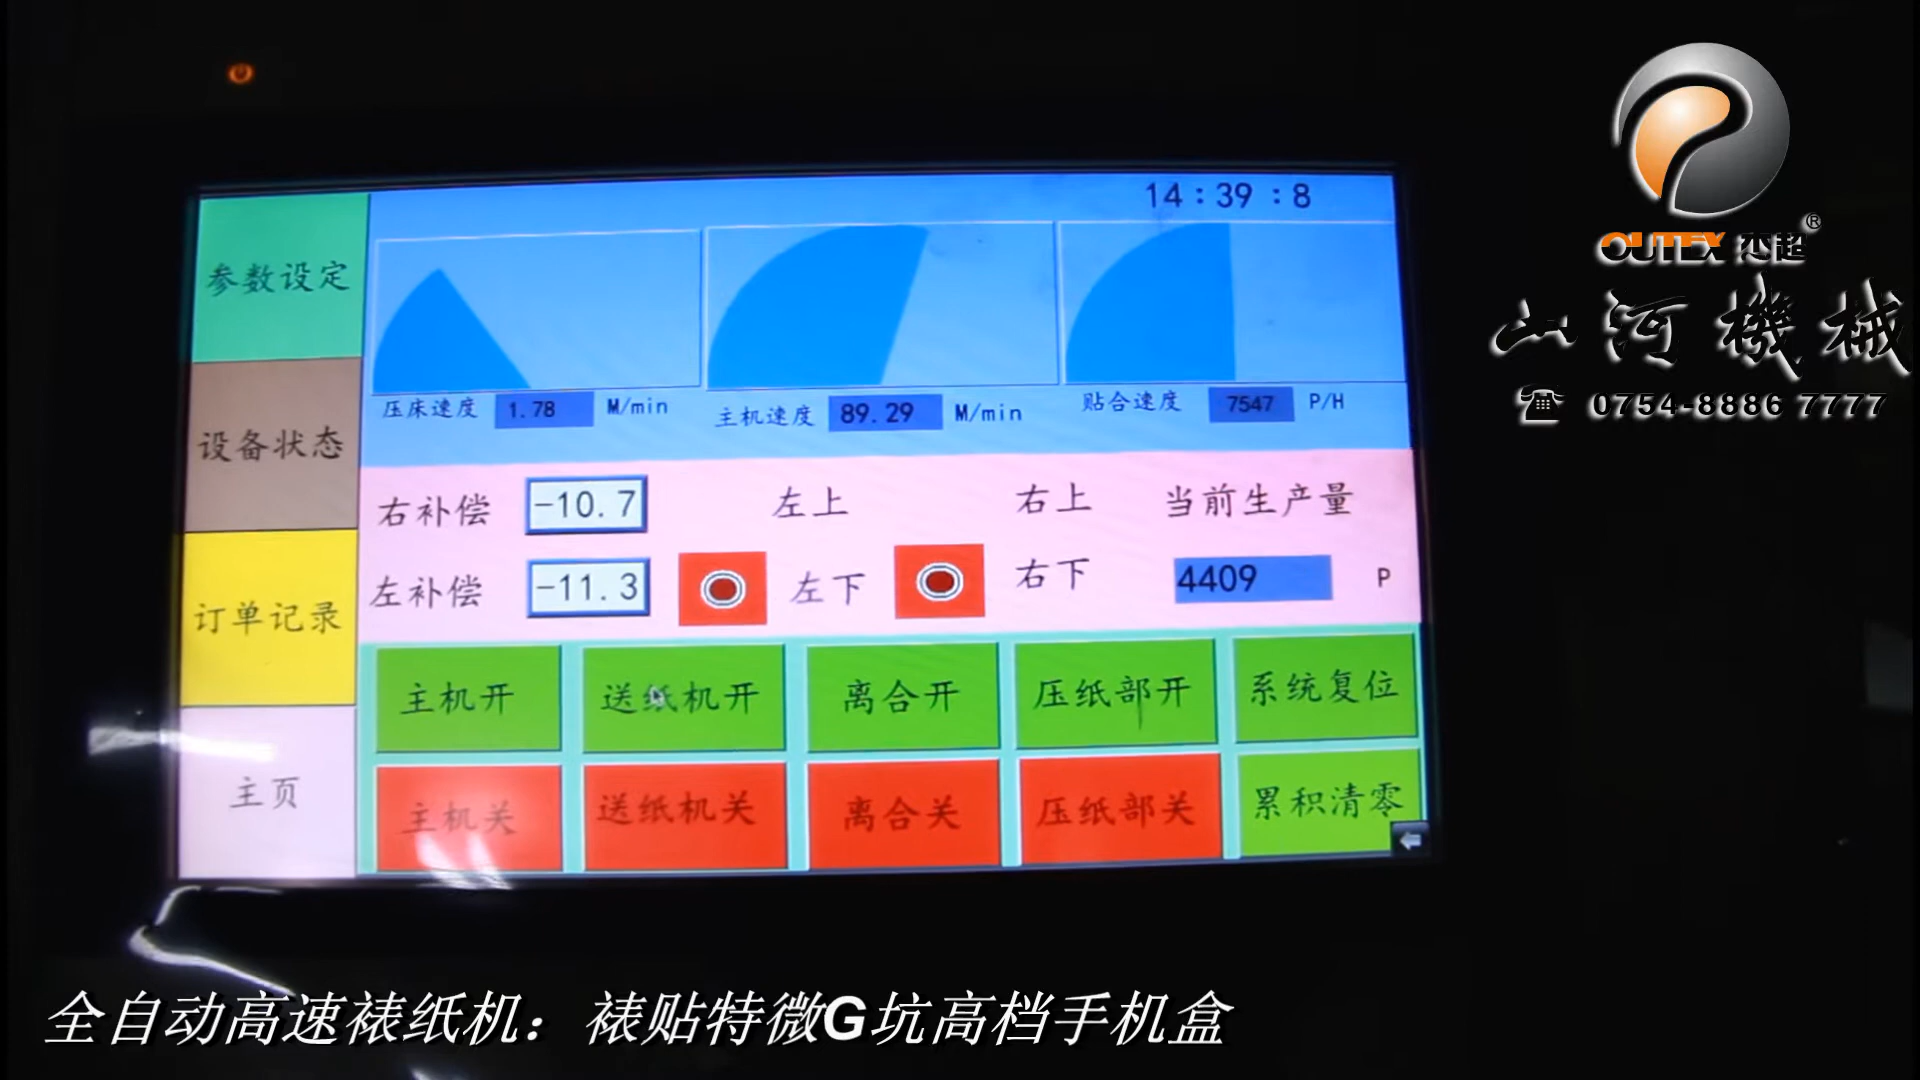 14:39:8
参数设定
设备状态
订单记录
主页
压床速度 1.78 M/min
主机速度 89.29 M/min
贴合速度 7547 P/H
右补偿 -10.7 左上 右上 当前生产量
左补偿 -11.3 左下 右下 4409 P
主机开 送纸机开 离合开 压纸部开 系统复位
主机关 送纸机关 离合关 压纸部关 累积清零
OUTEX 杰超®
山河機械
☎ 0754-8886 7777
全自动高速裱纸机：裱贴特微G坑高档手机盒